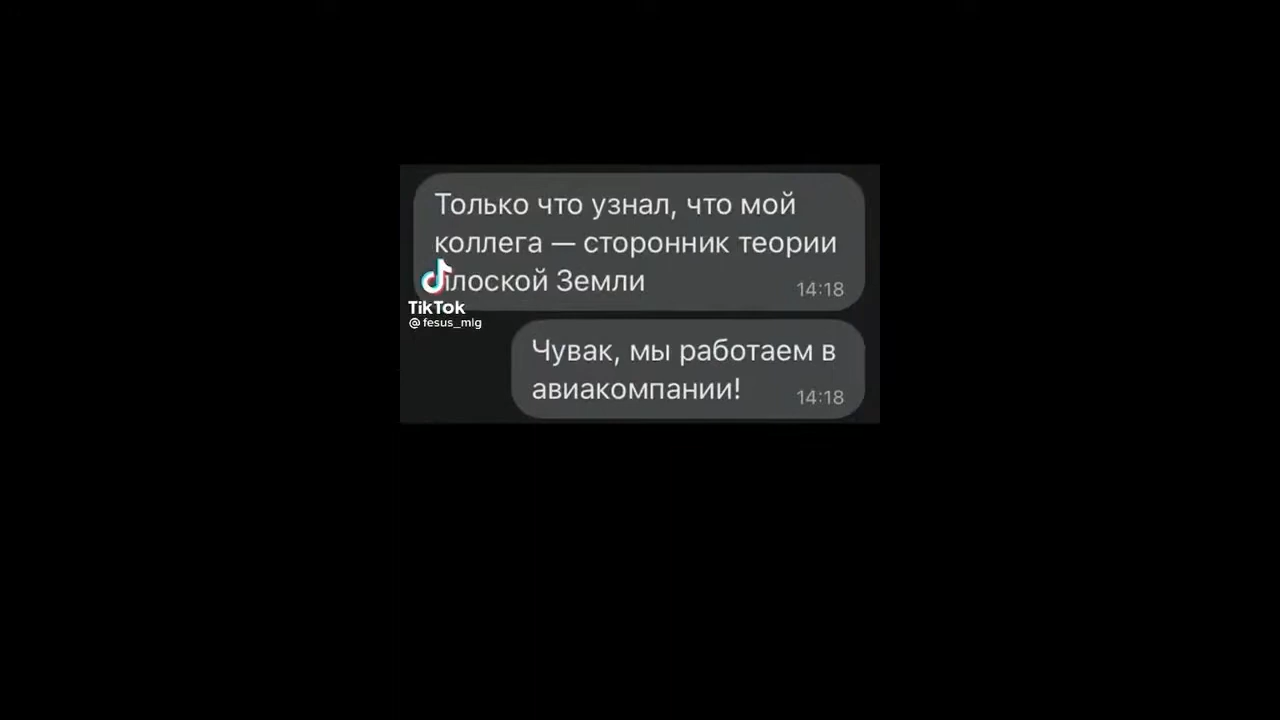 Только что узнал, что мой
коллега — сторонник теории
плоской Земли
14:18
TikTok
@fesus_mlg
Чувак, мы работаем в
авиакомпании!
14:18